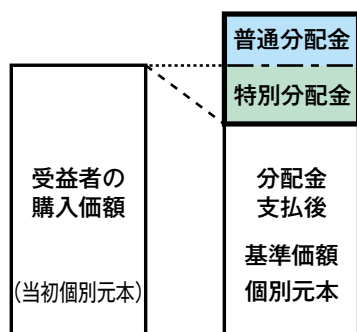 普通分配金
特別分配金
受益者の
購入価額
(当初個別元本)
分配金
支払後
基準価額
個別元本